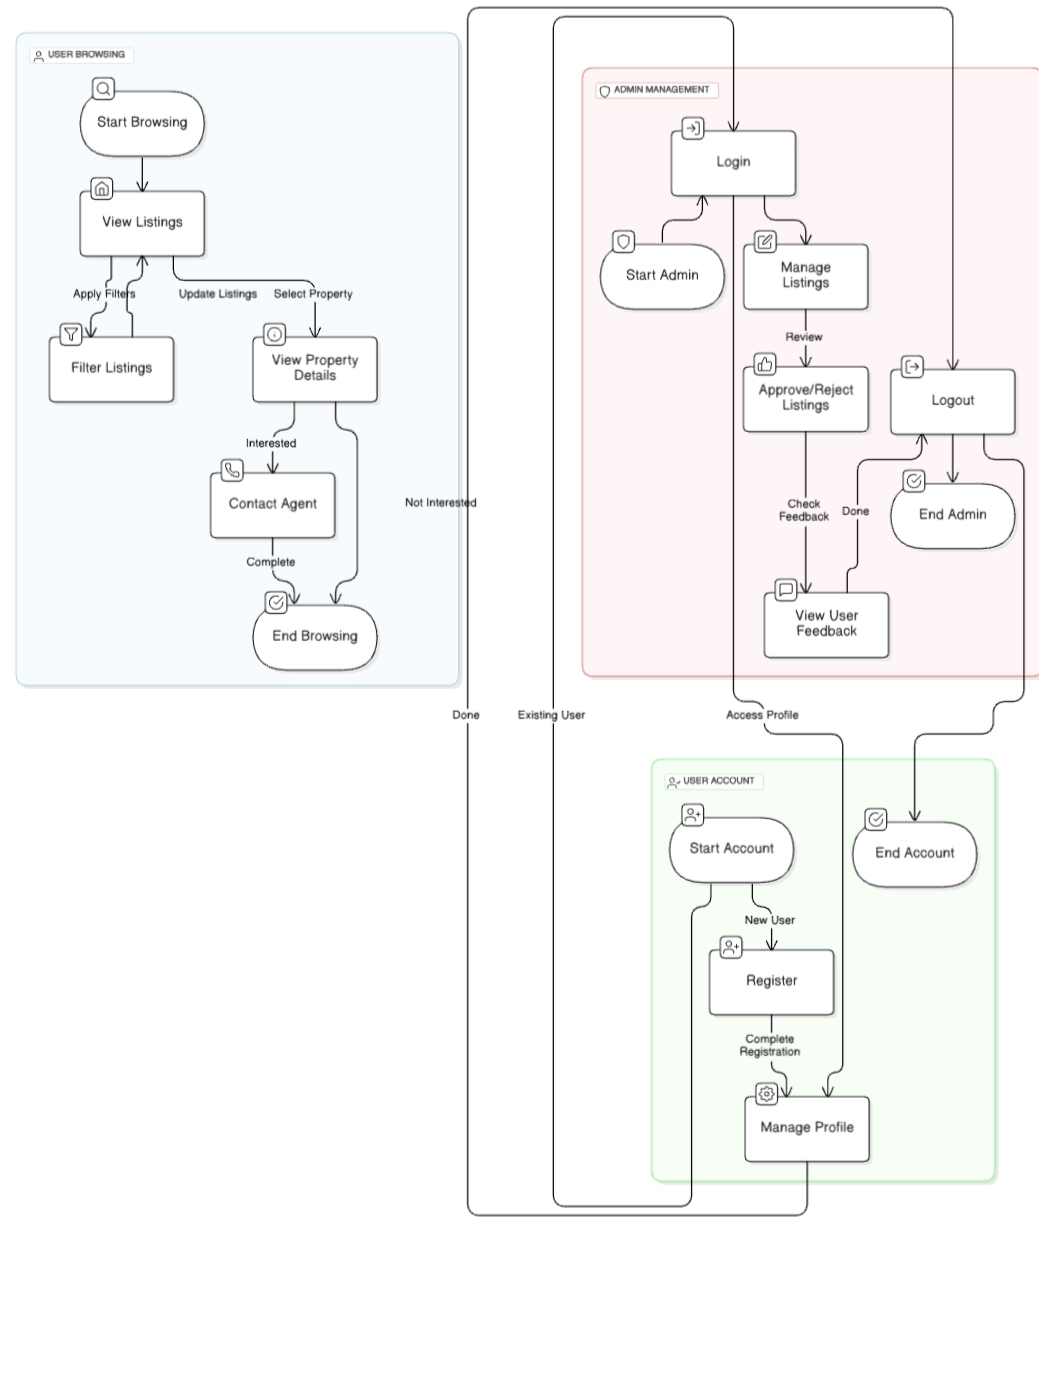 USER BROWSING
Start Browsing
View Listings
Apply Filters
Update Listings
Select Property
Filter Listings
View Property
Details
Interested
Contact Agent
Not Interested
Complete
End Browsing
ADMIN MANAGEMENT
Login
Start Admin
Manage
Listings
Review
Approve/Reject
Listings
Logout
Check
Feedback
Done
End Admin
View User
Feedback
Done
Existing User
Access Profile
USER ACCOUNT
Start Account
End Account
New User
Register
Complete
Registration
Manage Profile